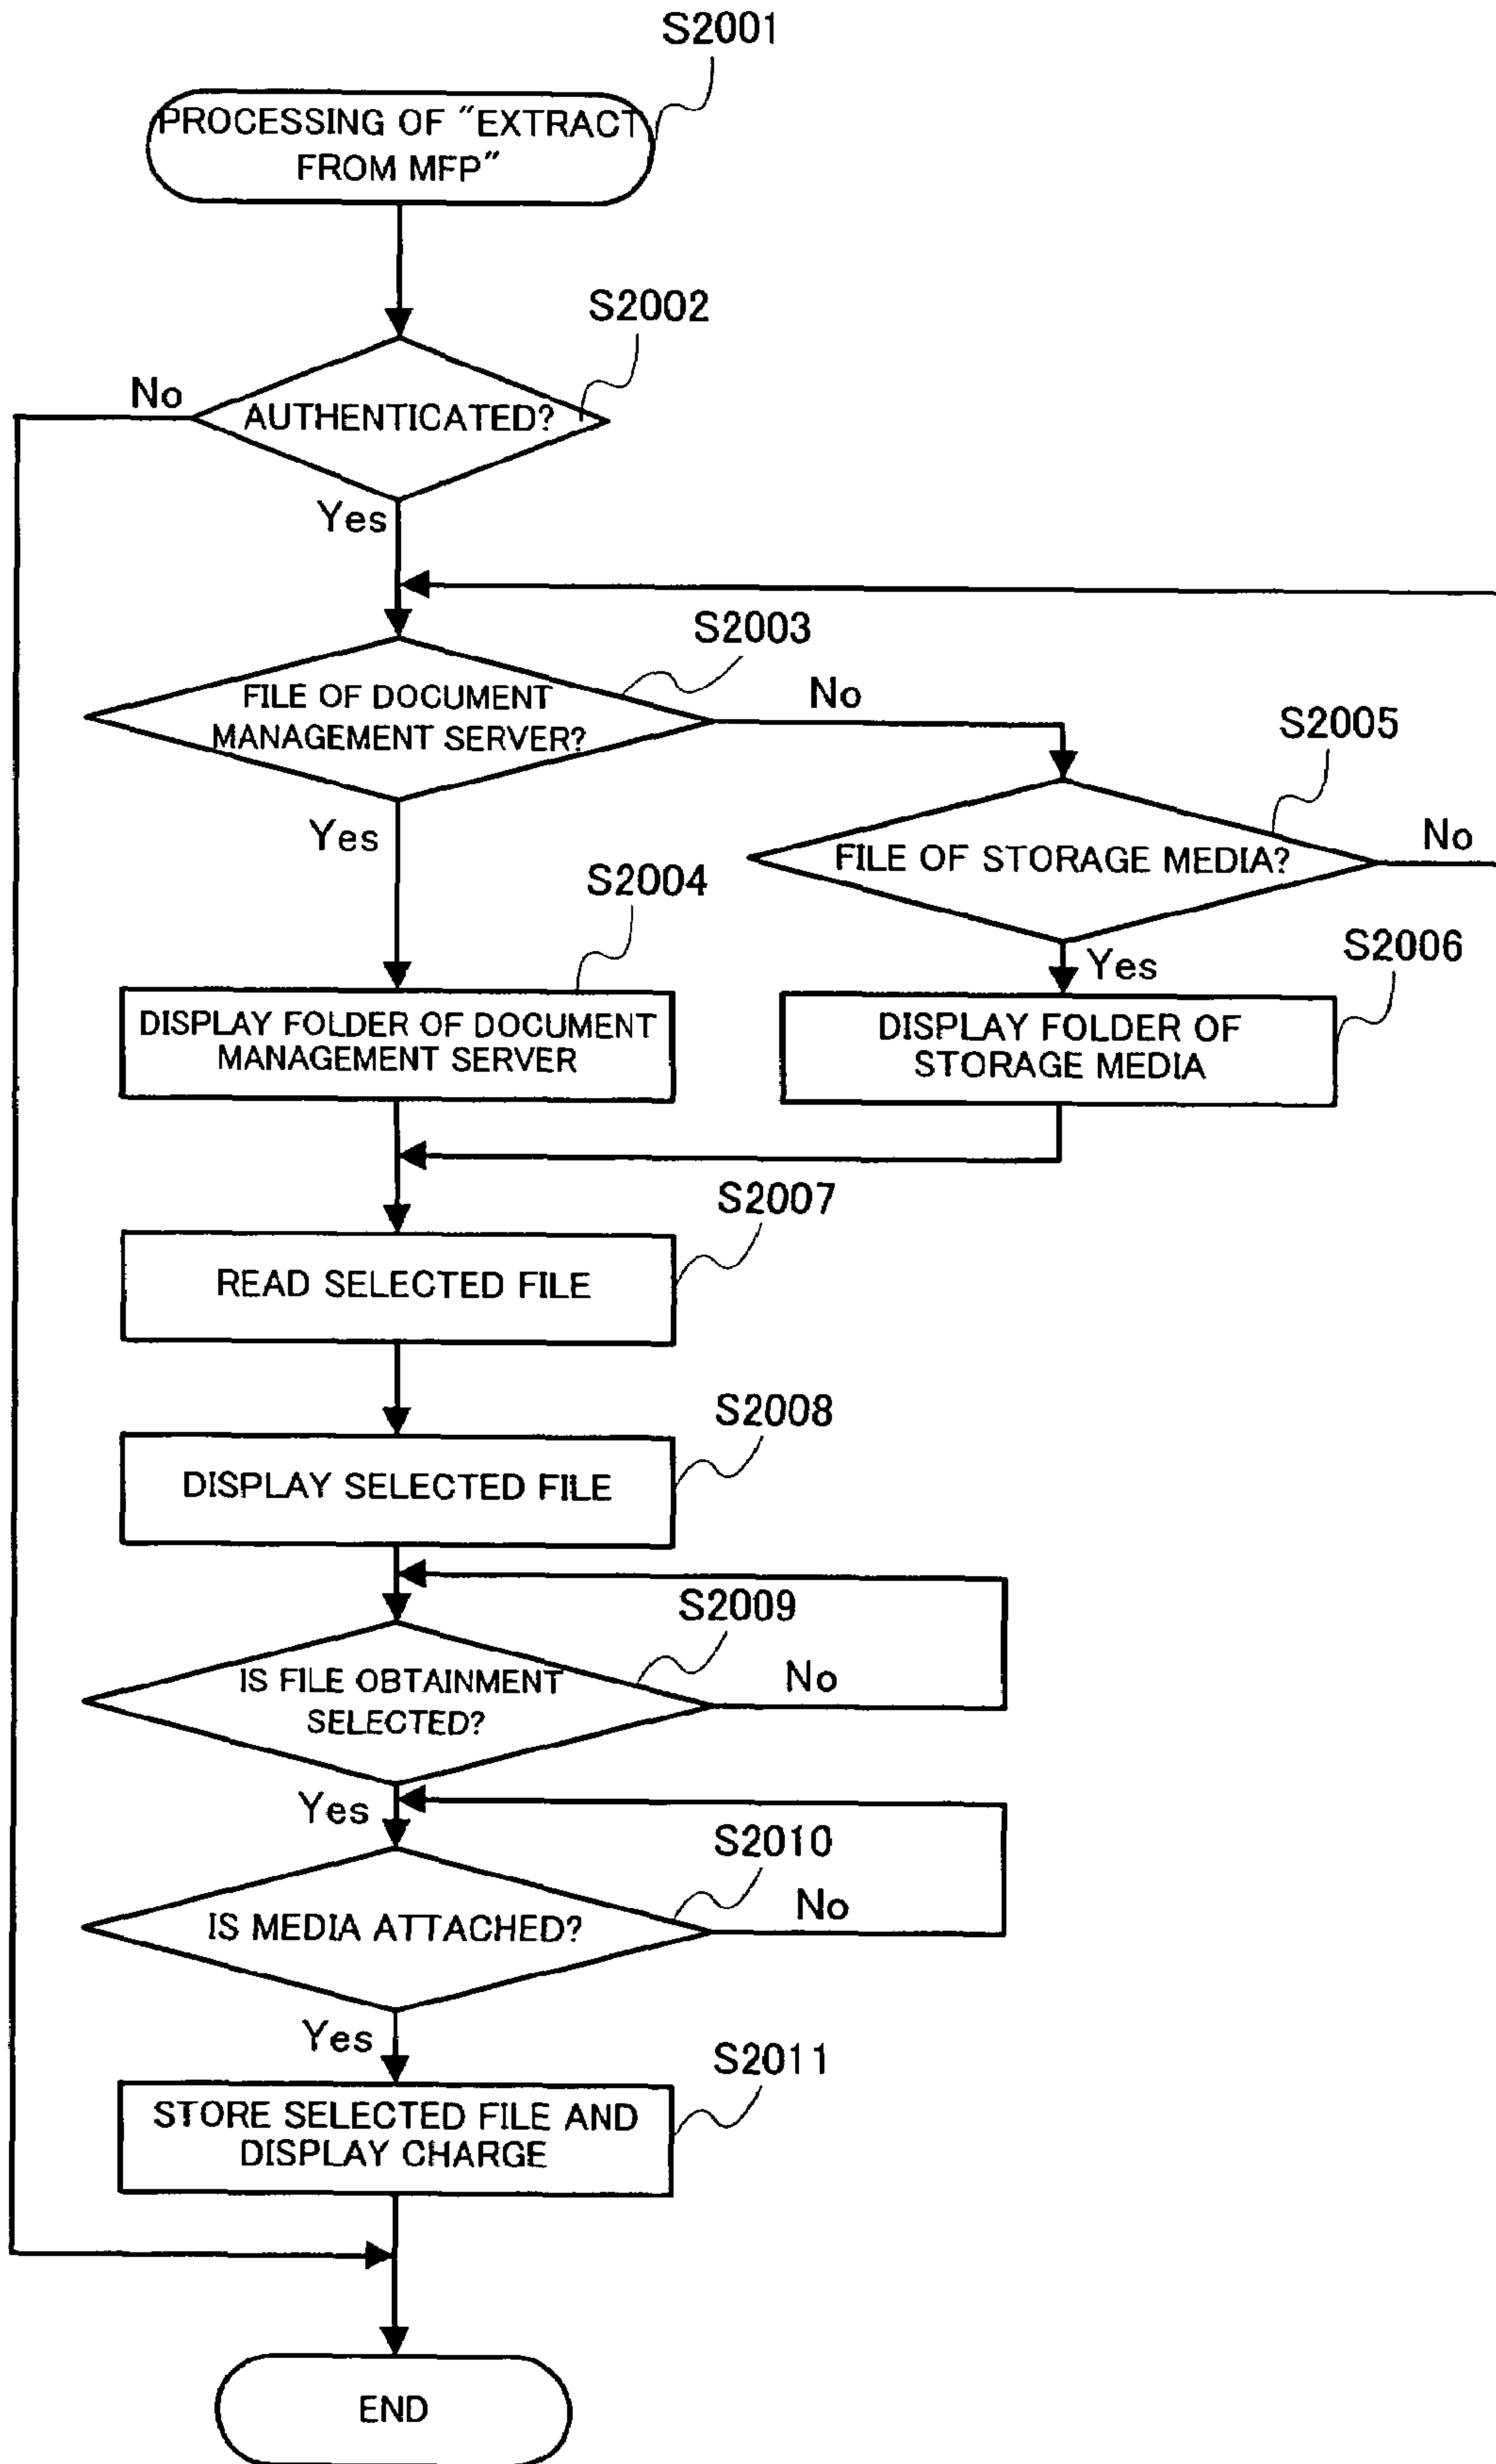 S2001
PROCESSING OF "EXTRACT
FROM MFP"
S2002
No
AUTHENTICATED?
Yes
S2003
FILE OF DOCUMENT
MANAGEMENT SERVER?
No
S2005
Yes
FILE OF STORAGE MEDIA?
No
S2004
S2006
Yes
DISPLAY FOLDER OF DOCUMENT
MANAGEMENT SERVER
DISPLAY FOLDER OF
STORAGE MEDIA
S2007
READ SELECTED FILE
S2008
DISPLAY SELECTED FILE
S2009
IS FILE OBTAINMENT
SELECTED?
No
Yes
S2010
IS MEDIA ATTACHED?
No
Yes
S2011
STORE SELECTED FILE AND
DISPLAY CHARGE
END